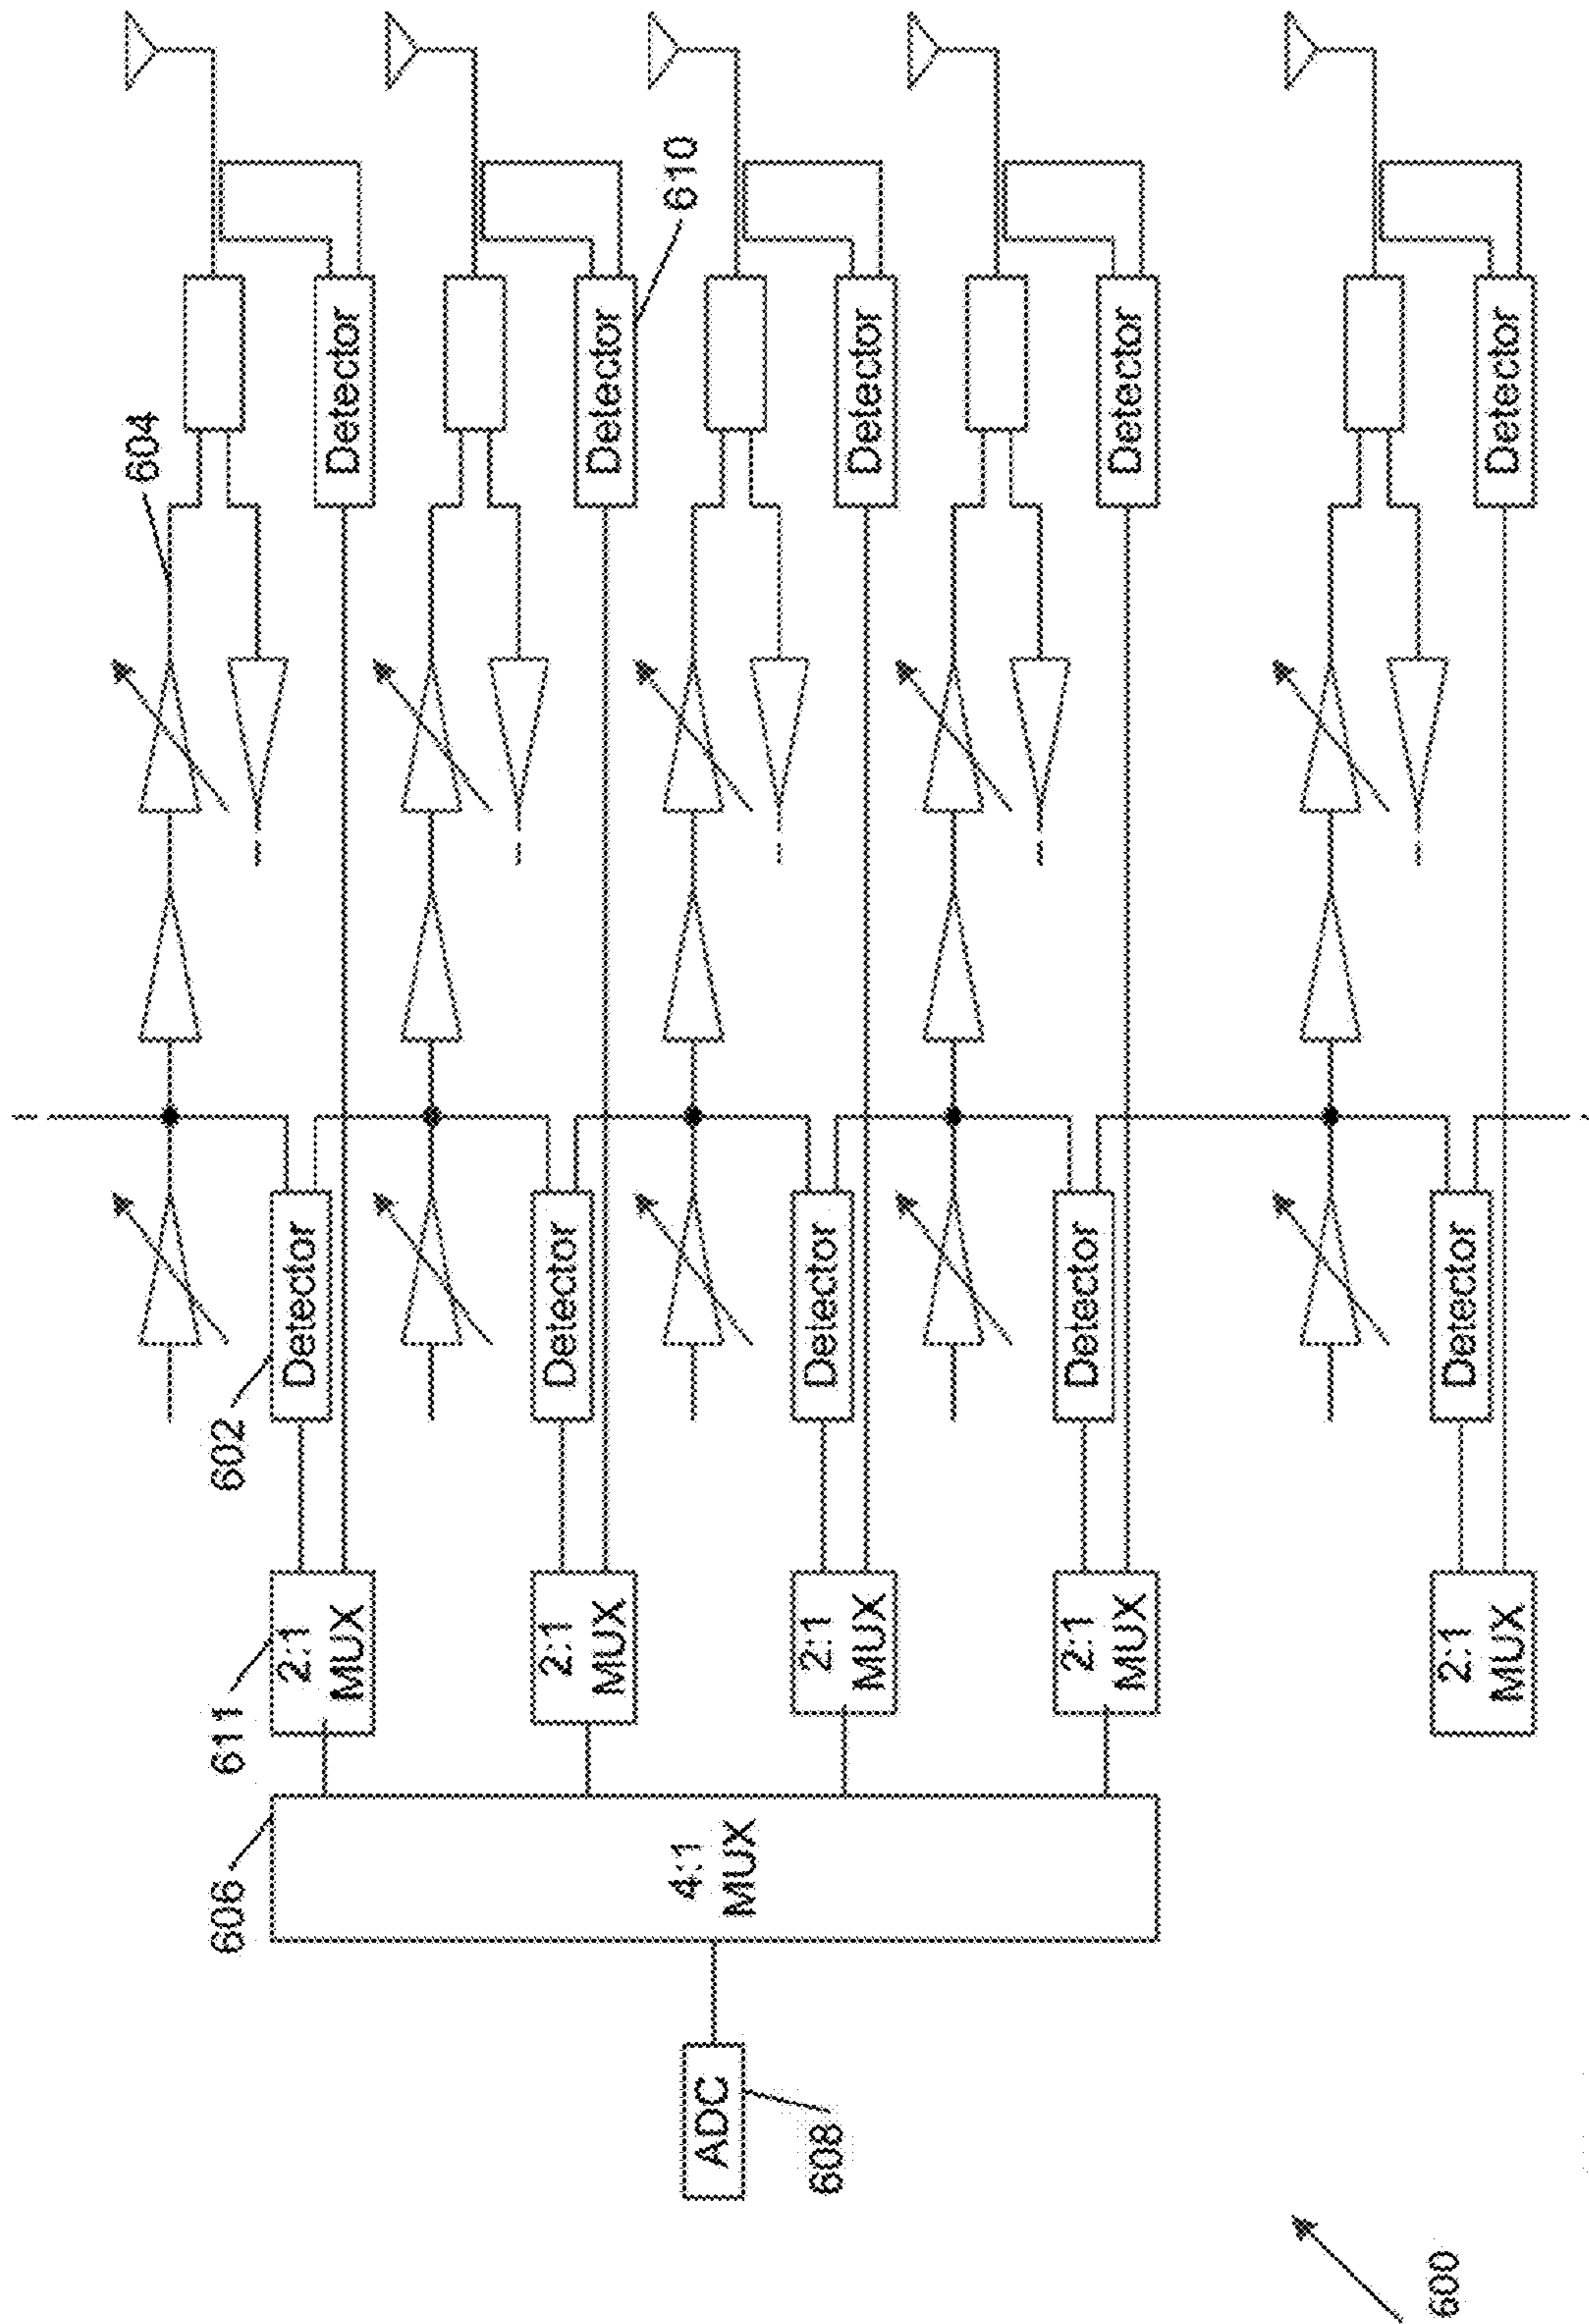 604
Detector
Detector
610
Detector
Detector
Detector
602
Detector
Detector
Detector
Detector
Detector
611
2:1
MUX
2:1
MUX
2:1
MUX
2:1
MUX
2:1
MUX
606
4:1
MUX
ADC
608
600